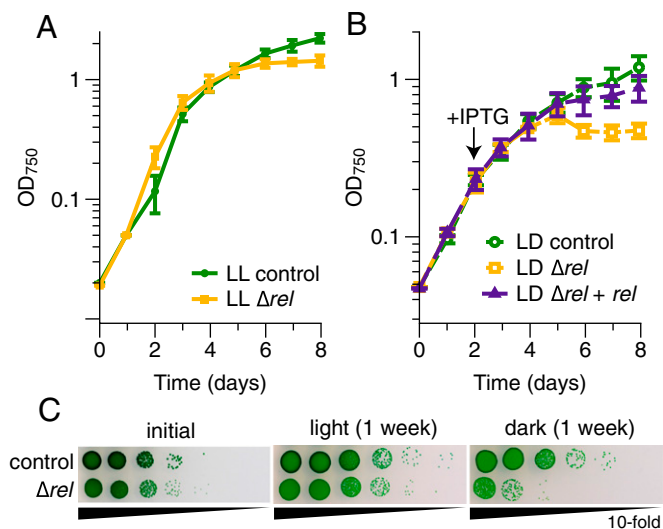 A
OD750
1
0.1
LL control
LL Δrel
0 2 4 6 8
Time (days)
B
OD750
1
0.1
+IPTG
LD control
LD Δrel
LD Δrel + rel
0 2 4 6 8
Time (days)
C
initial light (1 week) dark (1 week)
control
Δrel
10-fold